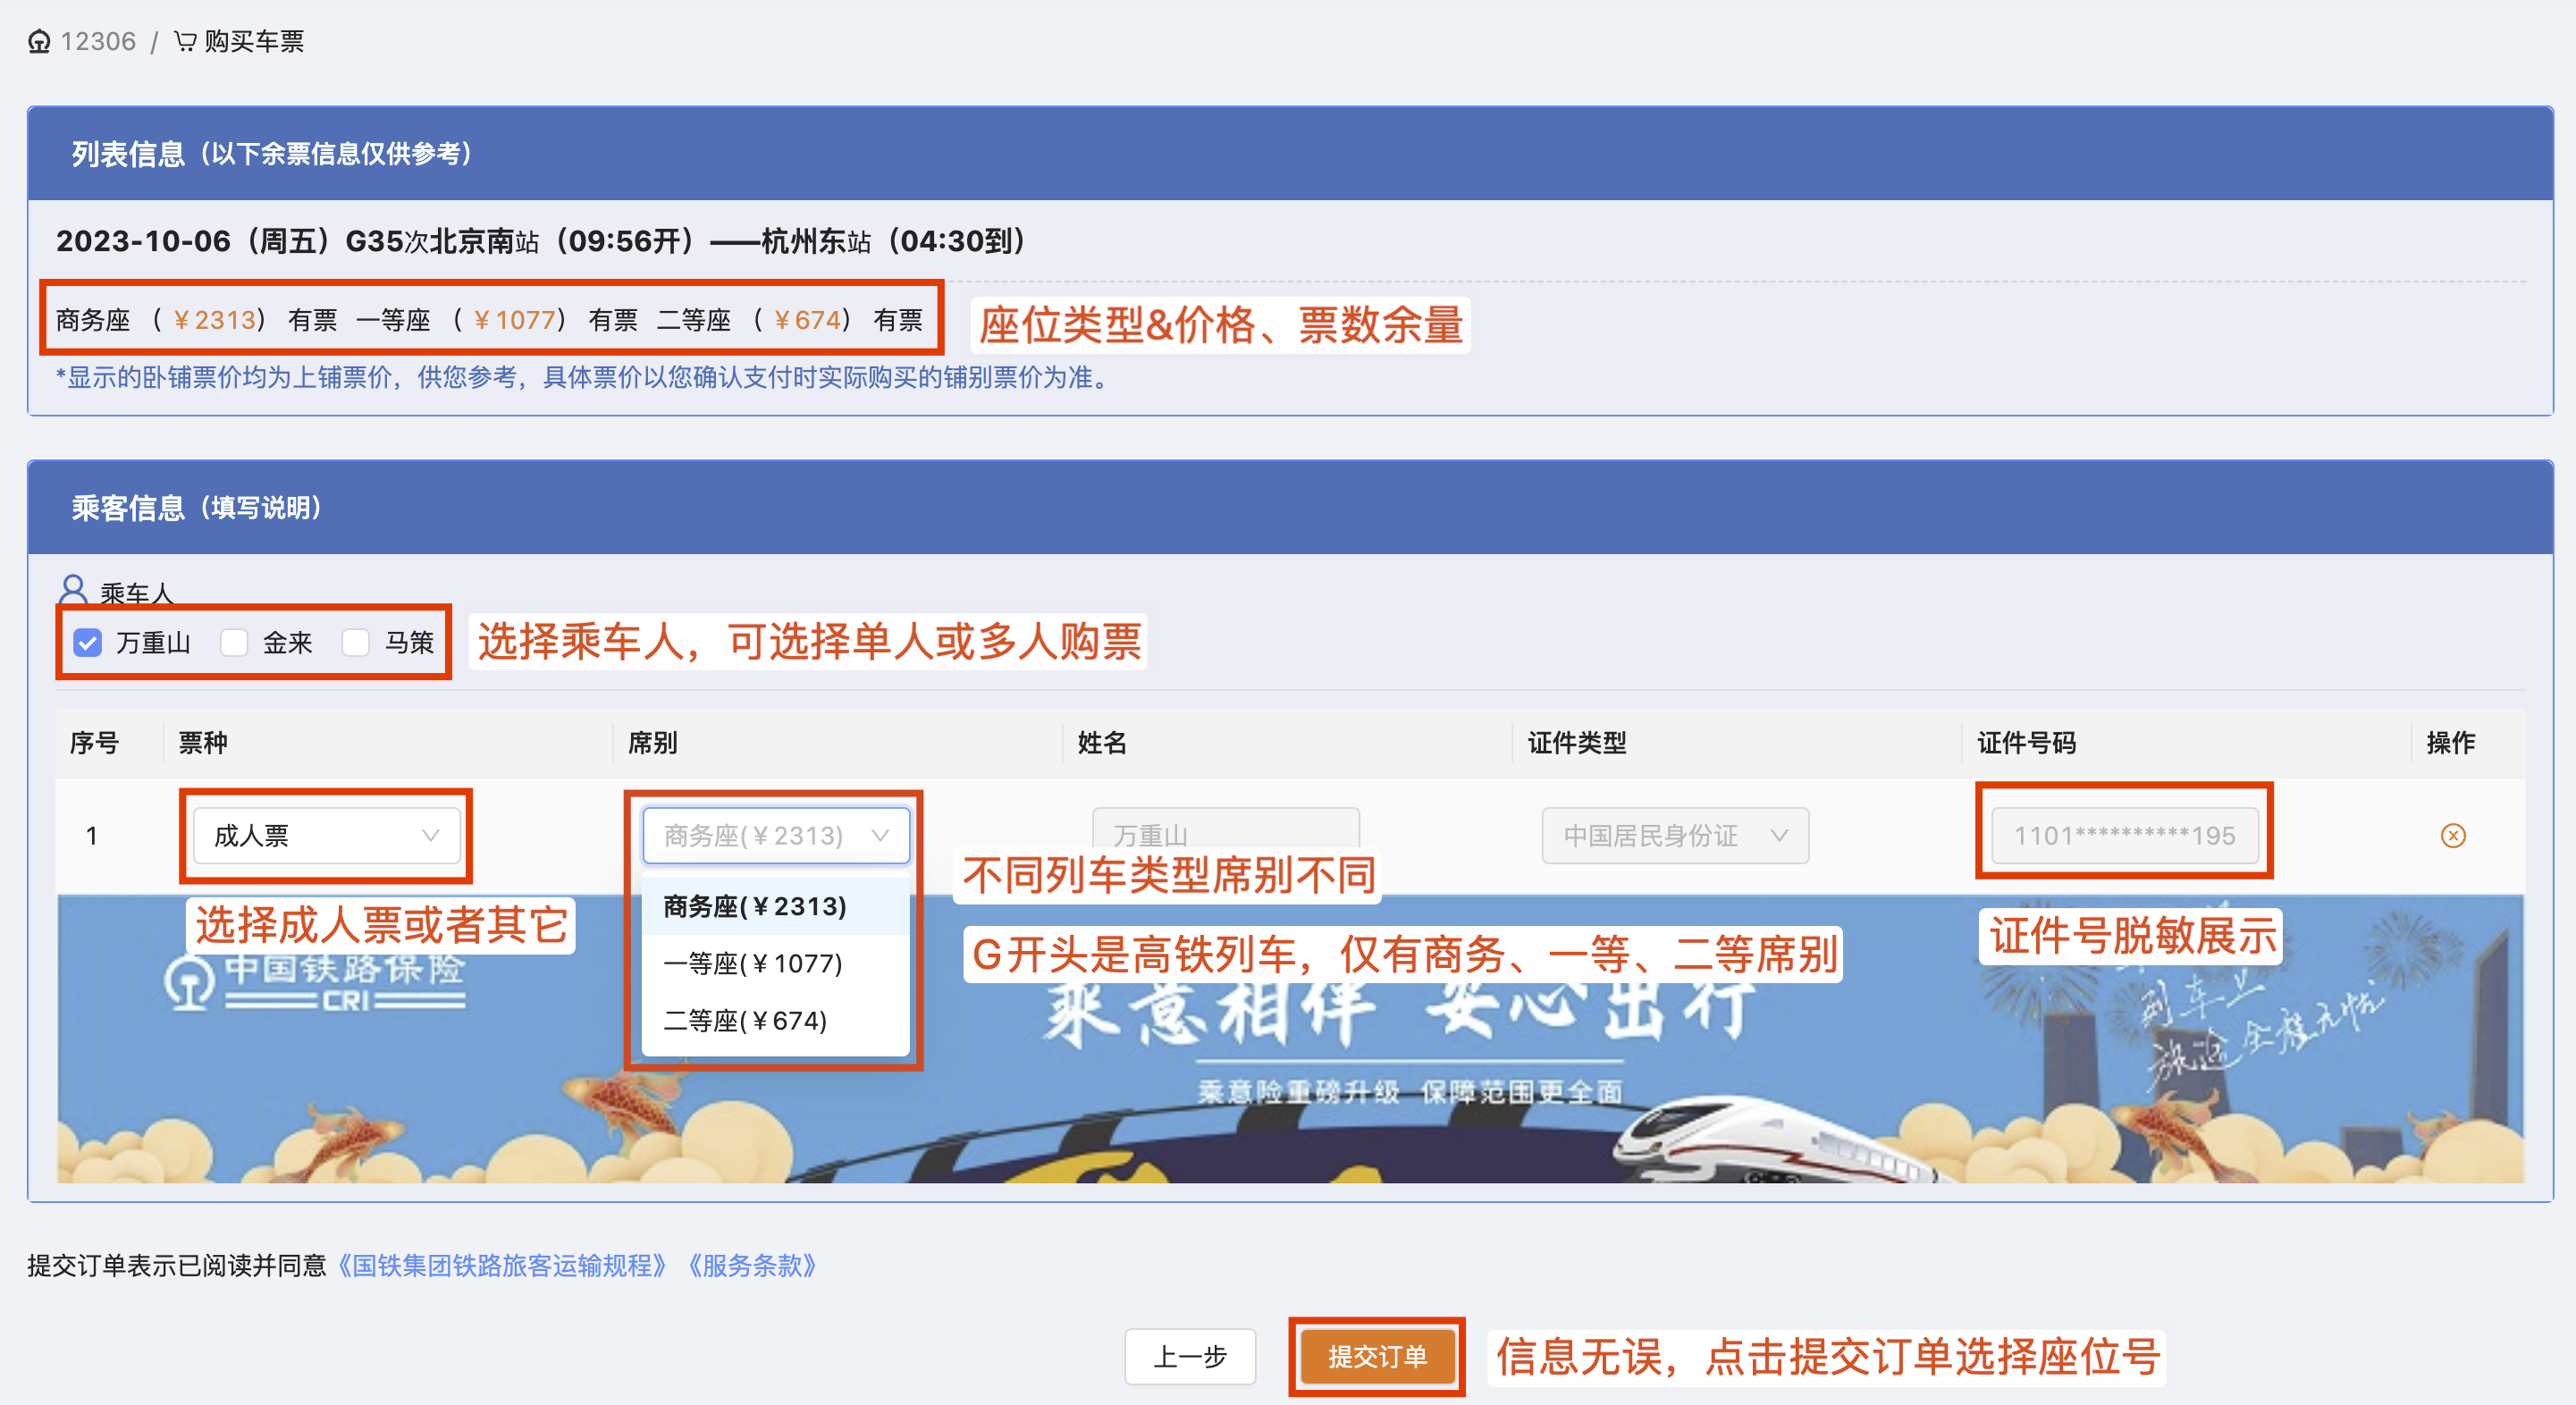 12306 / 购买车票
列表信息（以下余票信息仅供参考）
2023-10-06（周五）G35次北京南站（09:56开）——杭州东站（04:30到）
商务座 （￥2313） 有票 一等座 （￥1077） 有票 二等座 （￥674） 有票
座位类型&价格、票数余量
*显示的卧铺票价均为上铺票价，供您参考，具体票价以您确认支付时实际购买的铺别票价为准。
乘客信息（填写说明）
乘车人
万重山 金来 马策
选择乘车人，可选择单人或多人购票
序号 票种 席别 姓名 证件类型 证件号码 操作
1 成人票 商务座(￥2313) 万重山 中国居民身份证 1101**********195
不同列车类型席别不同
商务座(￥2313)
选择成人票或者其它
证件号脱敏展示
G开头是高铁列车，仅有商务、一等、二等席别
一等座(￥1077)
中国铁路保险
CRI
二等座(￥674)
乘意相伴 安心出行
列车上
旅途全程无忧
乘意险重磅升级 保障范围更全面
提交订单表示已阅读并同意《国铁集团铁路旅客运输规程》《服务条款》
上一步 提交订单 信息无误，点击提交订单选择座位号